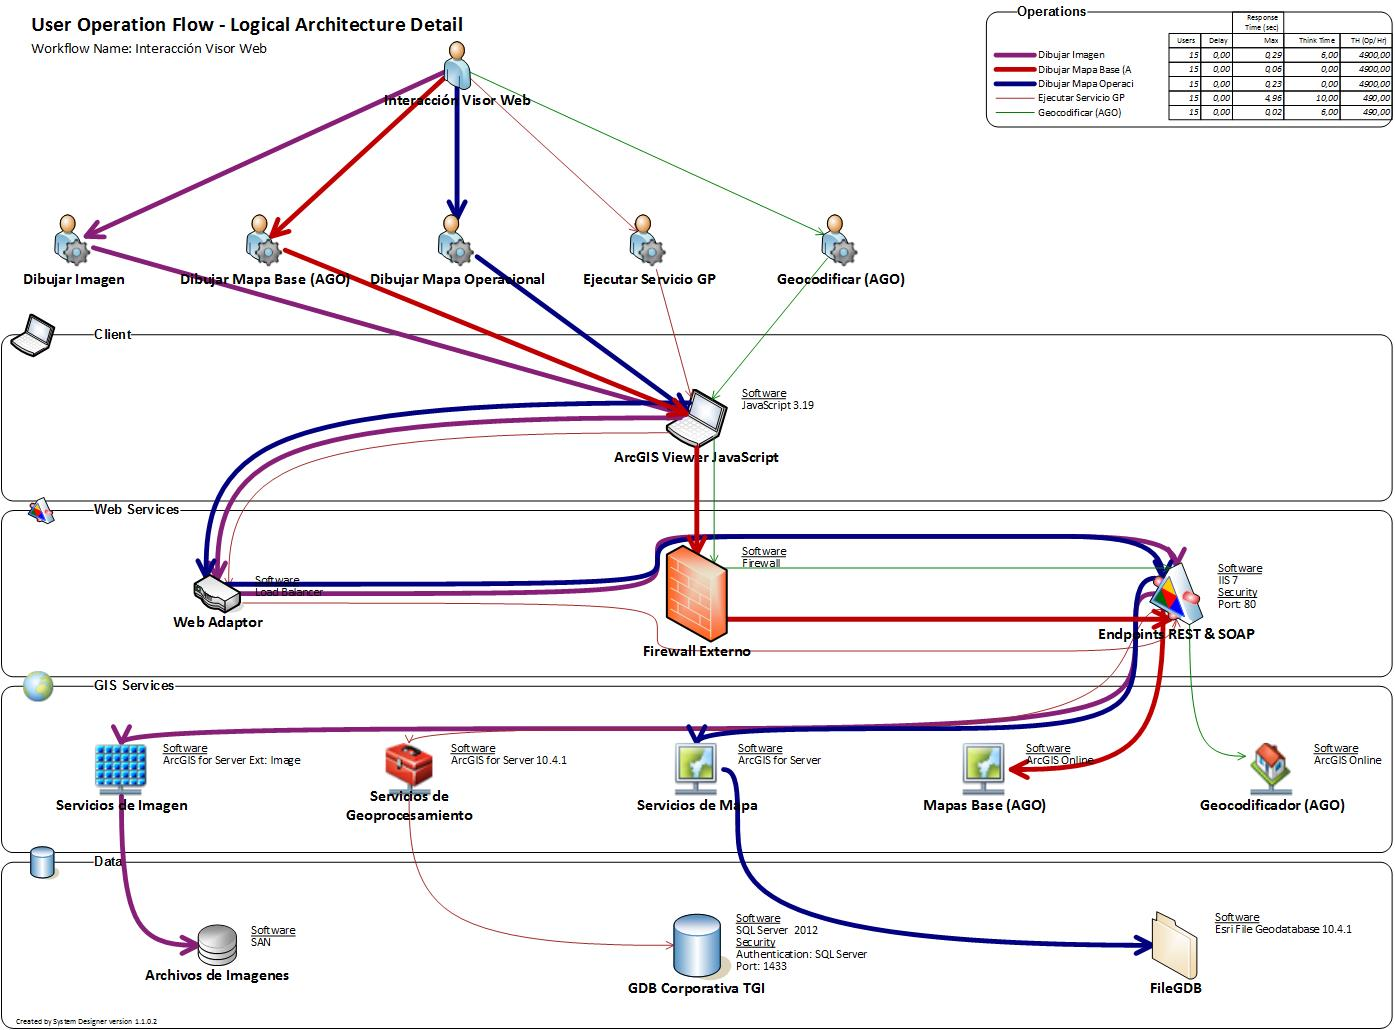 User Operation Flow - Logical Architecture Detail
Workflow Name: Interacción Visor Web
Operations
Response
Time (sec)
Users Delay Max Think Time TH (Op/Hr)
Dibujar Imagen 15 0,00 0,29 6,00 4900,00
Dibujar Mapa Base (A 15 0,00 0,06 0,00 4900,00
Dibujar Mapa Operaci 15 0,00 0,23 0,00 4900,00
Ejecutar Servicio GP 15 0,00 4,96 10,00 490,00
Geocodificar (AGO) 15 0,00 0,02 6,00 490,00
Interacción Visor Web
Dibujar Imagen
Dibujar Mapa Base (AGO)
Dibujar Mapa Operacional
Ejecutar Servicio GP
Geocodificar (AGO)
Client
Software
JavaScript 3.19
ArcGIS Viewer JavaScript
Web Services
Software
Load Balancer
Web Adaptor
Software
Firewall
Firewall Externo
Software
IIS 7
Security
Port: 80
Endpoints REST & SOAP
GIS Services
Software
ArcGIS for Server Ext: Image
Servicios de Imagen
Software
ArcGIS for Server 10.4.1
Servicios de
Geoprocesamiento
Software
ArcGIS for Server
Servicios de Mapa
Software
ArcGIS Online
Mapas Base (AGO)
Software
ArcGIS Online
Geocodificador (AGO)
Data
Software
SAN
Archivos de Imagenes
Software
SQL Server 2012
Security
Authentication: SQL Server
Port: 1433
GDB Corporativa TGI
Software
Esri File Geodatabase 10.4.1
FileGDB
Created by System Designer version 1.1.0.2